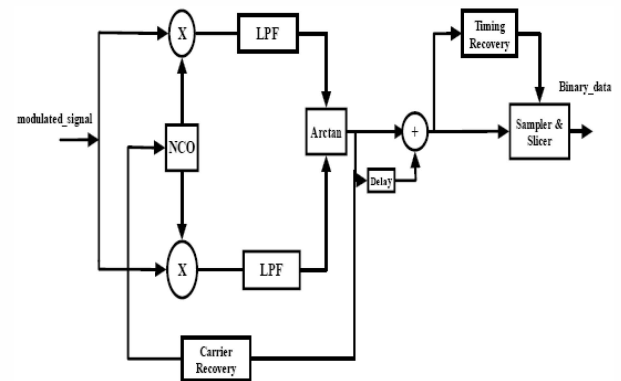 X
LPF
Timing
Recovery
Binary_data
modulated_signal
NCO
Arctan
+
Sampler &
Slicer
Delay
X
LPF
Carrier
Recovery